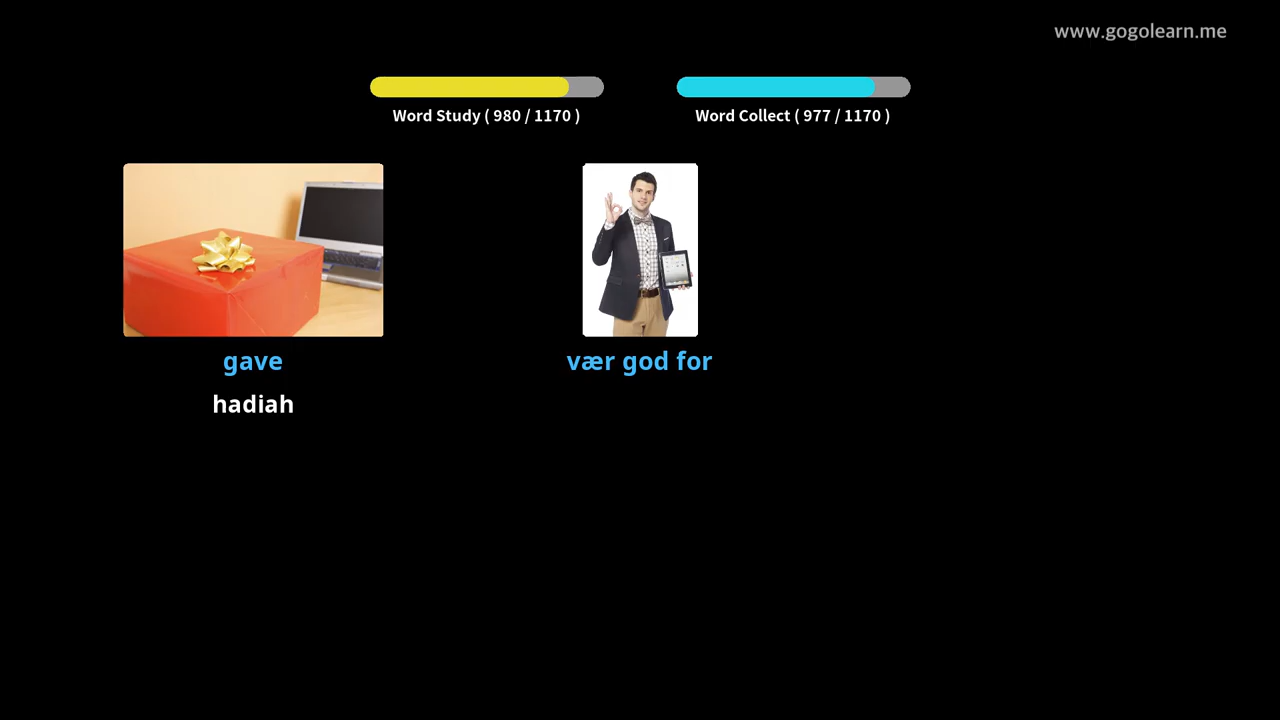 www.gogolearn.me
Word Study ( 980 / 1170 )
Word Collect ( 977 / 1170 )
gave
hadiah
vær god for